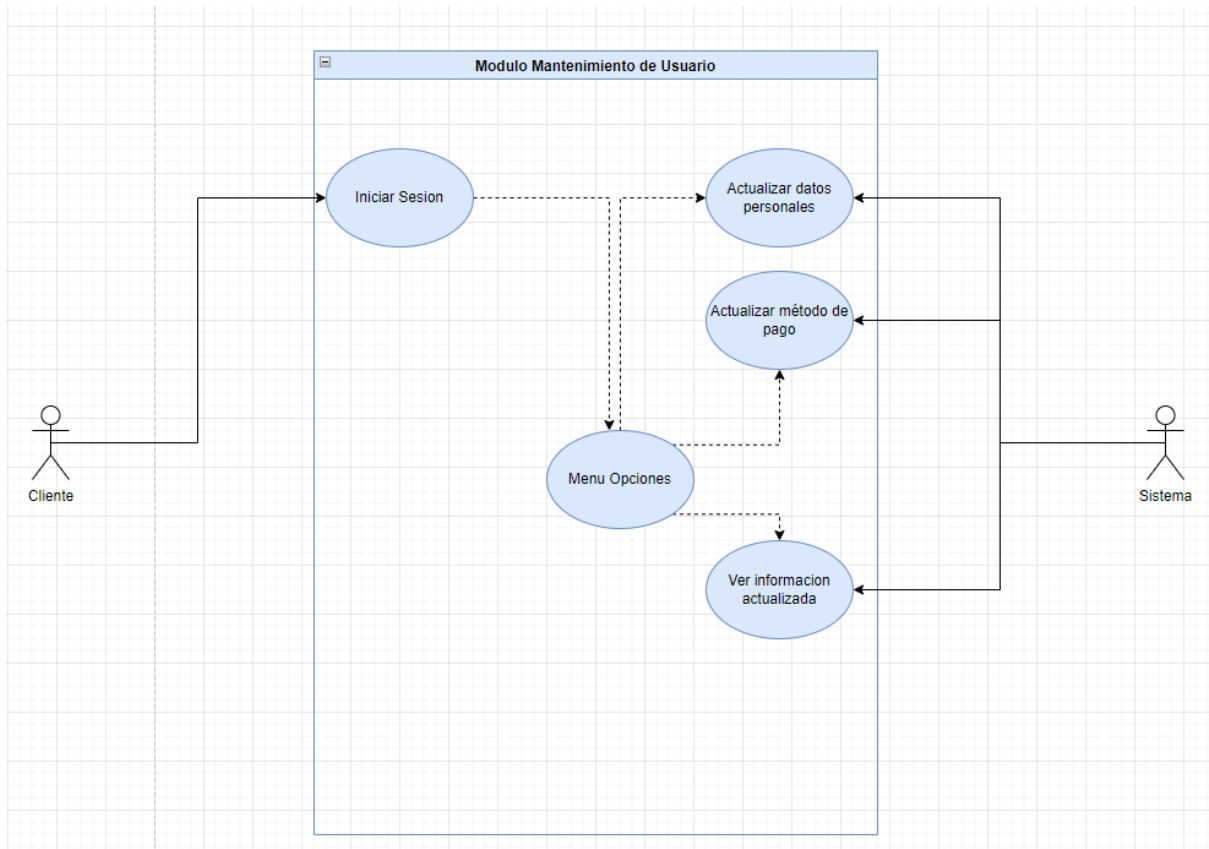 Modulo Mantenimiento de Usuario
Iniciar Sesion
Actualizar datos
personales
Actualizar método de
pago
Menu Opciones
Cliente
Sistema
Ver informacion
actualizada